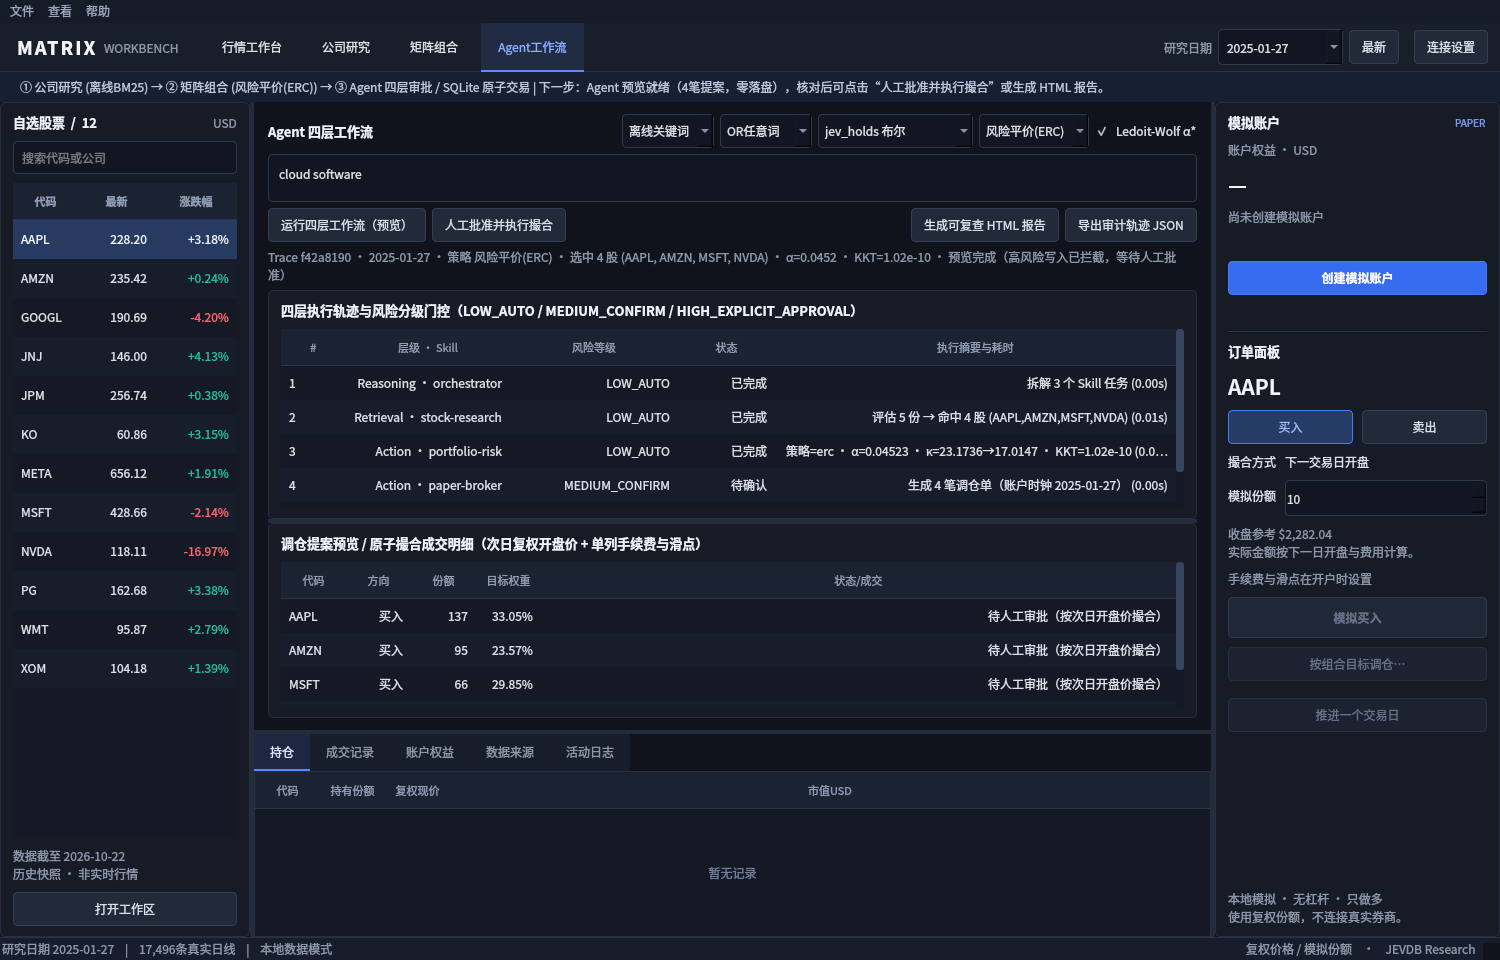 文件 查看 帮助
MATRIX WORKBENCH 行情工作台 公司研究 矩阵组合 Agent工作流 研究日期 2025-01-27 最新 连接设置
① 公司研究 (离线BM25) → ② 矩阵组合 (风险平价(ERC)) → ③ Agent 四层审批 / SQLite 原子交易 | 下一步：Agent 预览就绪（4笔提案，零落盘），核对后可点击“人工批准并执行撮合”或生成 HTML 报告。
自选股票 / 12 USD
搜索代码或公司
代码 最新 涨跌幅
AAPL 228.20 +3.18%
AMZN 235.42 +0.24%
GOOGL 190.69 -4.20%
JNJ 146.00 +4.13%
JPM 256.74 +0.38%
KO 60.86 +3.15%
META 656.12 +1.91%
MSFT 428.66 -2.14%
NVDA 118.11 -16.97%
PG 162.68 +3.38%
WMT 95.87 +2.79%
XOM 104.18 +1.39%
数据截至 2026-10-22
历史快照 · 非实时行情
打开工作区
Agent 四层工作流 离线关键词 OR任意词 jev_holds 布尔 风险平价(ERC) ✓ Ledoit-Wolf α*
cloud software
运行四层工作流（预览） 人工批准并执行撮合 生成可复查 HTML 报告 导出审计轨迹 JSON
Trace f42a8190 · 2025-01-27 · 策略 风险平价(ERC) · 选中 4 股 (AAPL, AMZN, MSFT, NVDA) · α=0.0452 · KKT=1.02e-10 · 预览完成（高风险写入已拦截，等待人工批
准）
四层执行轨迹与风险分级门控（LOW_AUTO / MEDIUM_CONFIRM / HIGH_EXPLICIT_APPROVAL）
# 层级 · Skill 风险等级 状态 执行摘要与耗时
1 Reasoning · orchestrator LOW_AUTO 已完成 拆解 3 个 Skill 任务 (0.00s)
2 Retrieval · stock-research LOW_AUTO 已完成 评估 5 份 → 命中 4 股 (AAPL,AMZN,MSFT,NVDA) (0.01s)
3 Action · portfolio-risk LOW_AUTO 已完成 策略=erc · α=0.04523 · κ=23.1736→17.0147 · KKT=1.02e-10 (0.0…
4 Action · paper-broker MEDIUM_CONFIRM 待确认 生成 4 笔调仓单（账户时钟 2025-01-27） (0.00s)
调仓提案预览 / 原子撮合成交明细（次日复权开盘价 + 单列手续费与滑点）
代码 方向 份额 目标权重 状态/成交
AAPL 买入 137 33.05% 待人工审批（按次日开盘价撮合）
AMZN 买入 95 23.57% 待人工审批（按次日开盘价撮合）
MSFT 买入 66 29.85% 待人工审批（按次日开盘价撮合）
持仓 成交记录 账户权益 数据来源 活动日志
代码 持有份额 复权现价 市值USD
暂无记录
模拟账户 PAPER
账户权益 · USD
—
尚未创建模拟账户
创建模拟账户
订单面板
AAPL
买入 卖出
撮合方式 下一交易日开盘
模拟份额 10
收盘参考 $2,282.04
实际金额按下一日开盘与费用计算。
手续费与滑点在开户时设置
模拟买入
按组合目标调仓…
推进一个交易日
本地模拟 · 无杠杆 · 只做多
使用复权份额，不连接真实券商。
研究日期 2025-01-27 | 17,496条真实日线 | 本地数据模式 复权价格 / 模拟份额 · JEVDB Research